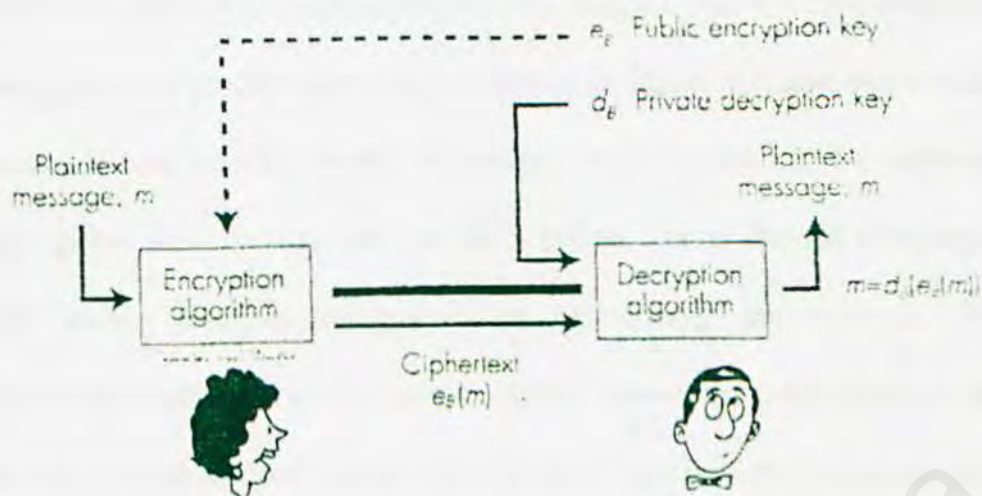 e_B Public encryption key
d_B Private decryption key
Plaintext
message, m
Plaintext
message, m
Encryption
algorithm
Decryption
algorithm
m=d_B(e_B(m))
Ciphertext
e_B(m)